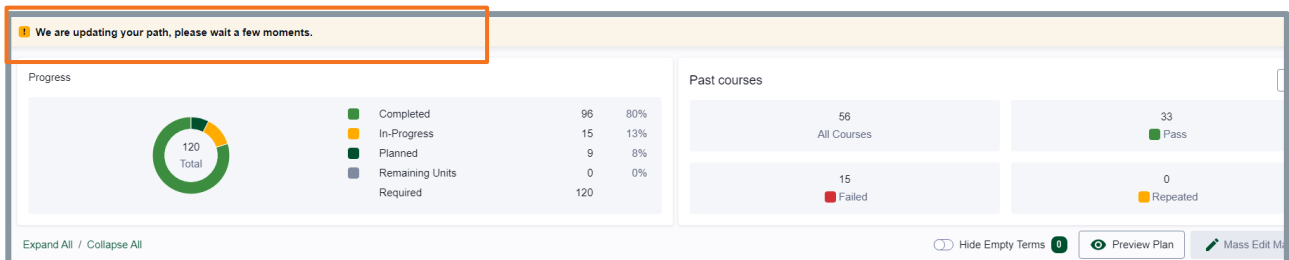 We are updating your path, please wait a few moments.
Progress
120
Total
Completed 96 80%
In-Progress 15 13%
Planned 9 8%
Remaining Units 0 0%
Required 120
Past courses
56
All Courses
33
Pass
15
Failed
0
Repeated
Expand All / Collapse All
Hide Empty Terms 0
Preview Plan
Mass Edit